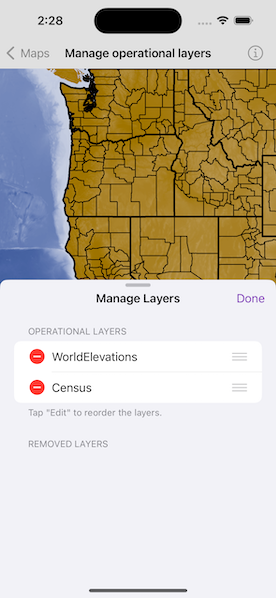 2:28
Maps
Manage operational layers
Manage Layers
Done
OPERATIONAL LAYERS
WorldElevations
Census
Tap "Edit" to reorder the layers.
REMOVED LAYERS